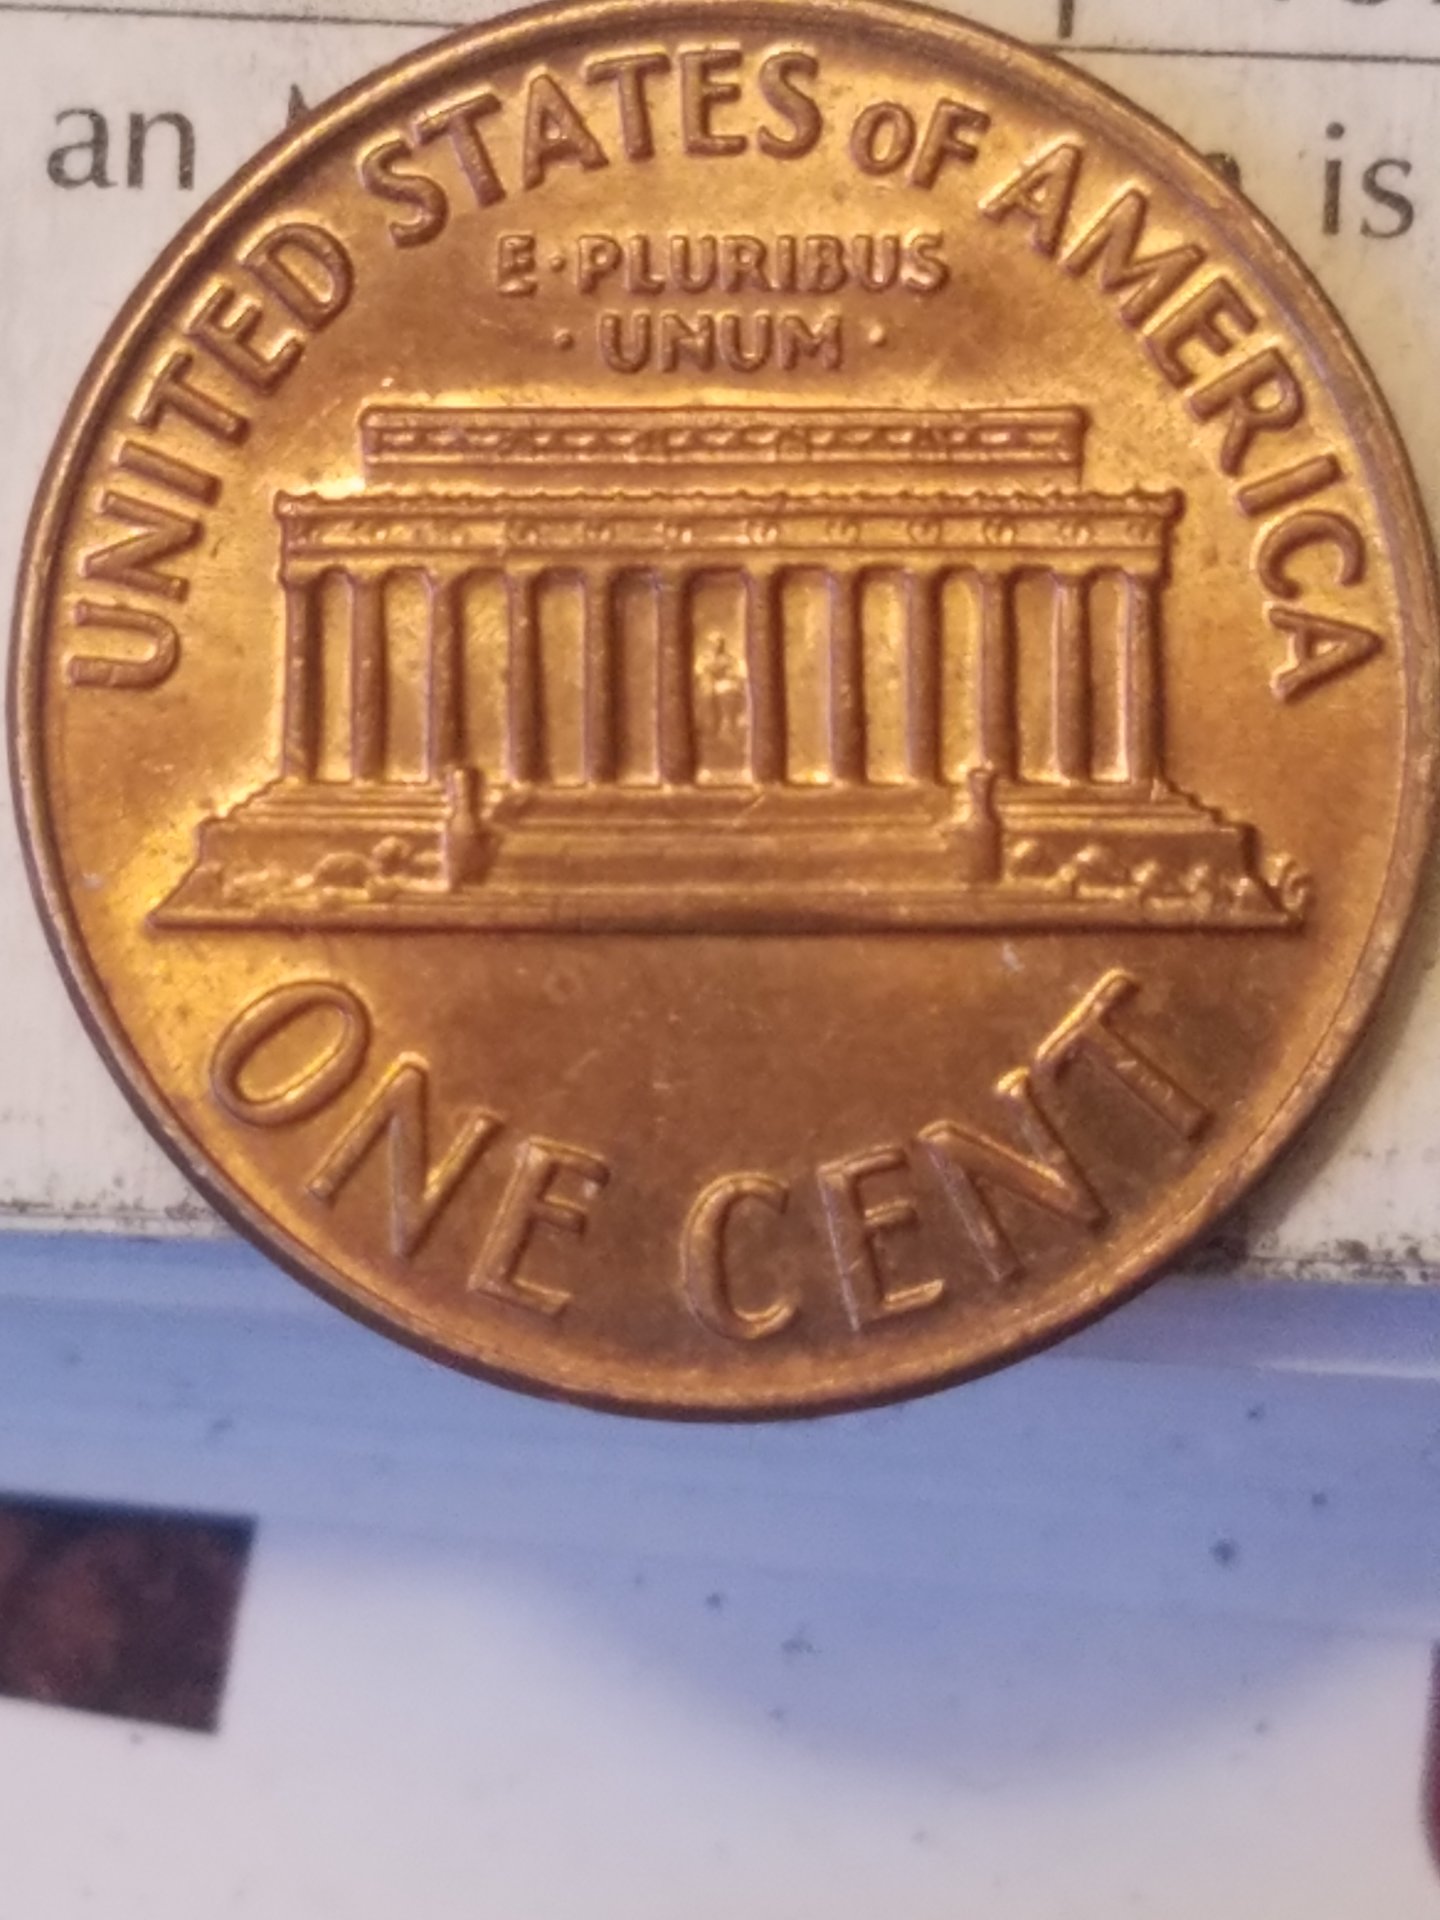 an
is
UNITED STATES OF AMERICA
E·PLURIBUS
·UNUM·
ONE CENT